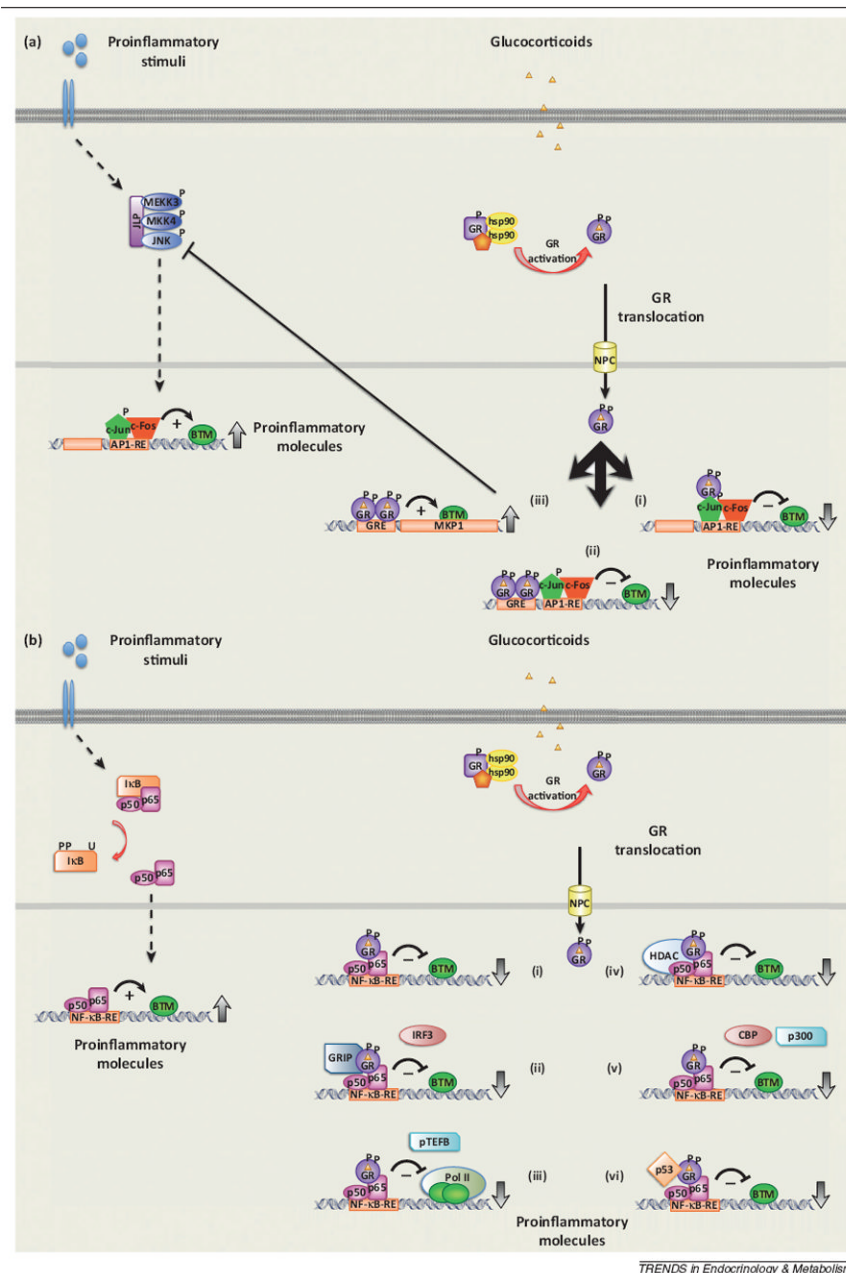 (a)
Proinflammatory
stimuli
Glucocorticoids
P
MEKK3
P
MKK4
P
JNK
JLP
P
GR
hsp90
hsp90
GR
activation
P P
GR
GR
translocation
NPC
P P
GR
P
c-Jun
c-Fos
+
BTM
AP1-RE
Proinflammatory
molecules
(iii)
P P
GR
P P
GR
+
BTM
GRE
MKP1
(i)
P P
GR
P
c-Jun
c-Fos
–
BTM
AP1-RE
Proinflammatory
molecules
(ii)
P P
GR
P P
GR
P
c-Jun
c-Fos
–
BTM
GRE
AP1-RE
(b)
Proinflammatory
stimuli
Glucocorticoids
P
GR
hsp90
hsp90
GR
activation
P P
GR
IκB
p50
p65
PP U
IκB
p50
p65
GR
translocation
NPC
P P
GR
p50
p65
+
BTM
NF-κB-RE
Proinflammatory
molecules
(i)
P P
GR
p50
p65
–
BTM
NF-κB-RE
(iv)
HDAC
P P
GR
p50
p65
–
BTM
NF-κB-RE
(ii)
IRF3
GRIP
P P
GR
p50
p65
–
BTM
NF-κB-RE
(v)
CBP
p300
P P
GR
p50
p65
–
BTM
NF-κB-RE
(iii)
pTEFB
P P
GR
p50
p65
–
Pol II
NF-κB-RE
(vi)
p53
P P
GR
p50
p65
–
BTM
NF-κB-RE
Proinflammatory
molecules
TRENDS in Endocrinology & Metabolism